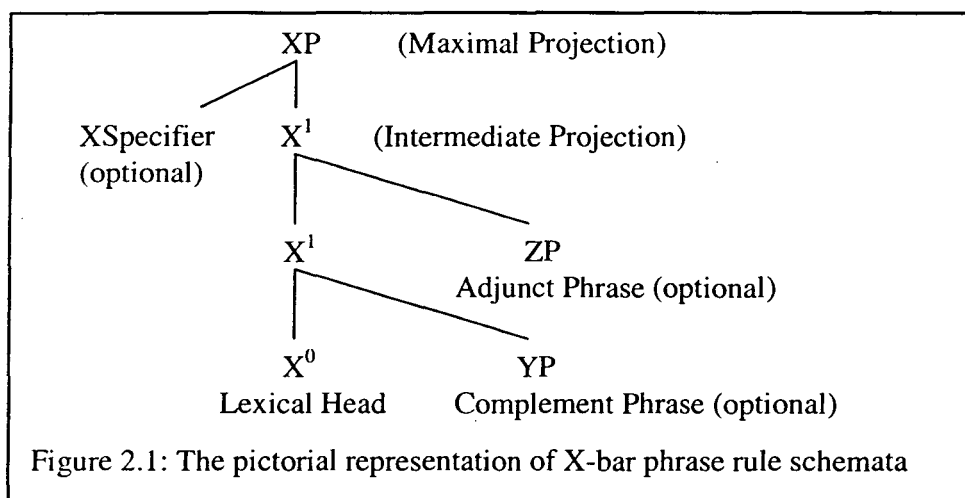 XP (Maximal Projection)
XSpecifier X¹ (Intermediate Projection)
(optional)
X¹ ZP
Adjunct Phrase (optional)
X⁰ YP
Lexical Head Complement Phrase (optional)
Figure 2.1: The pictorial representation of X-bar phrase rule schemata